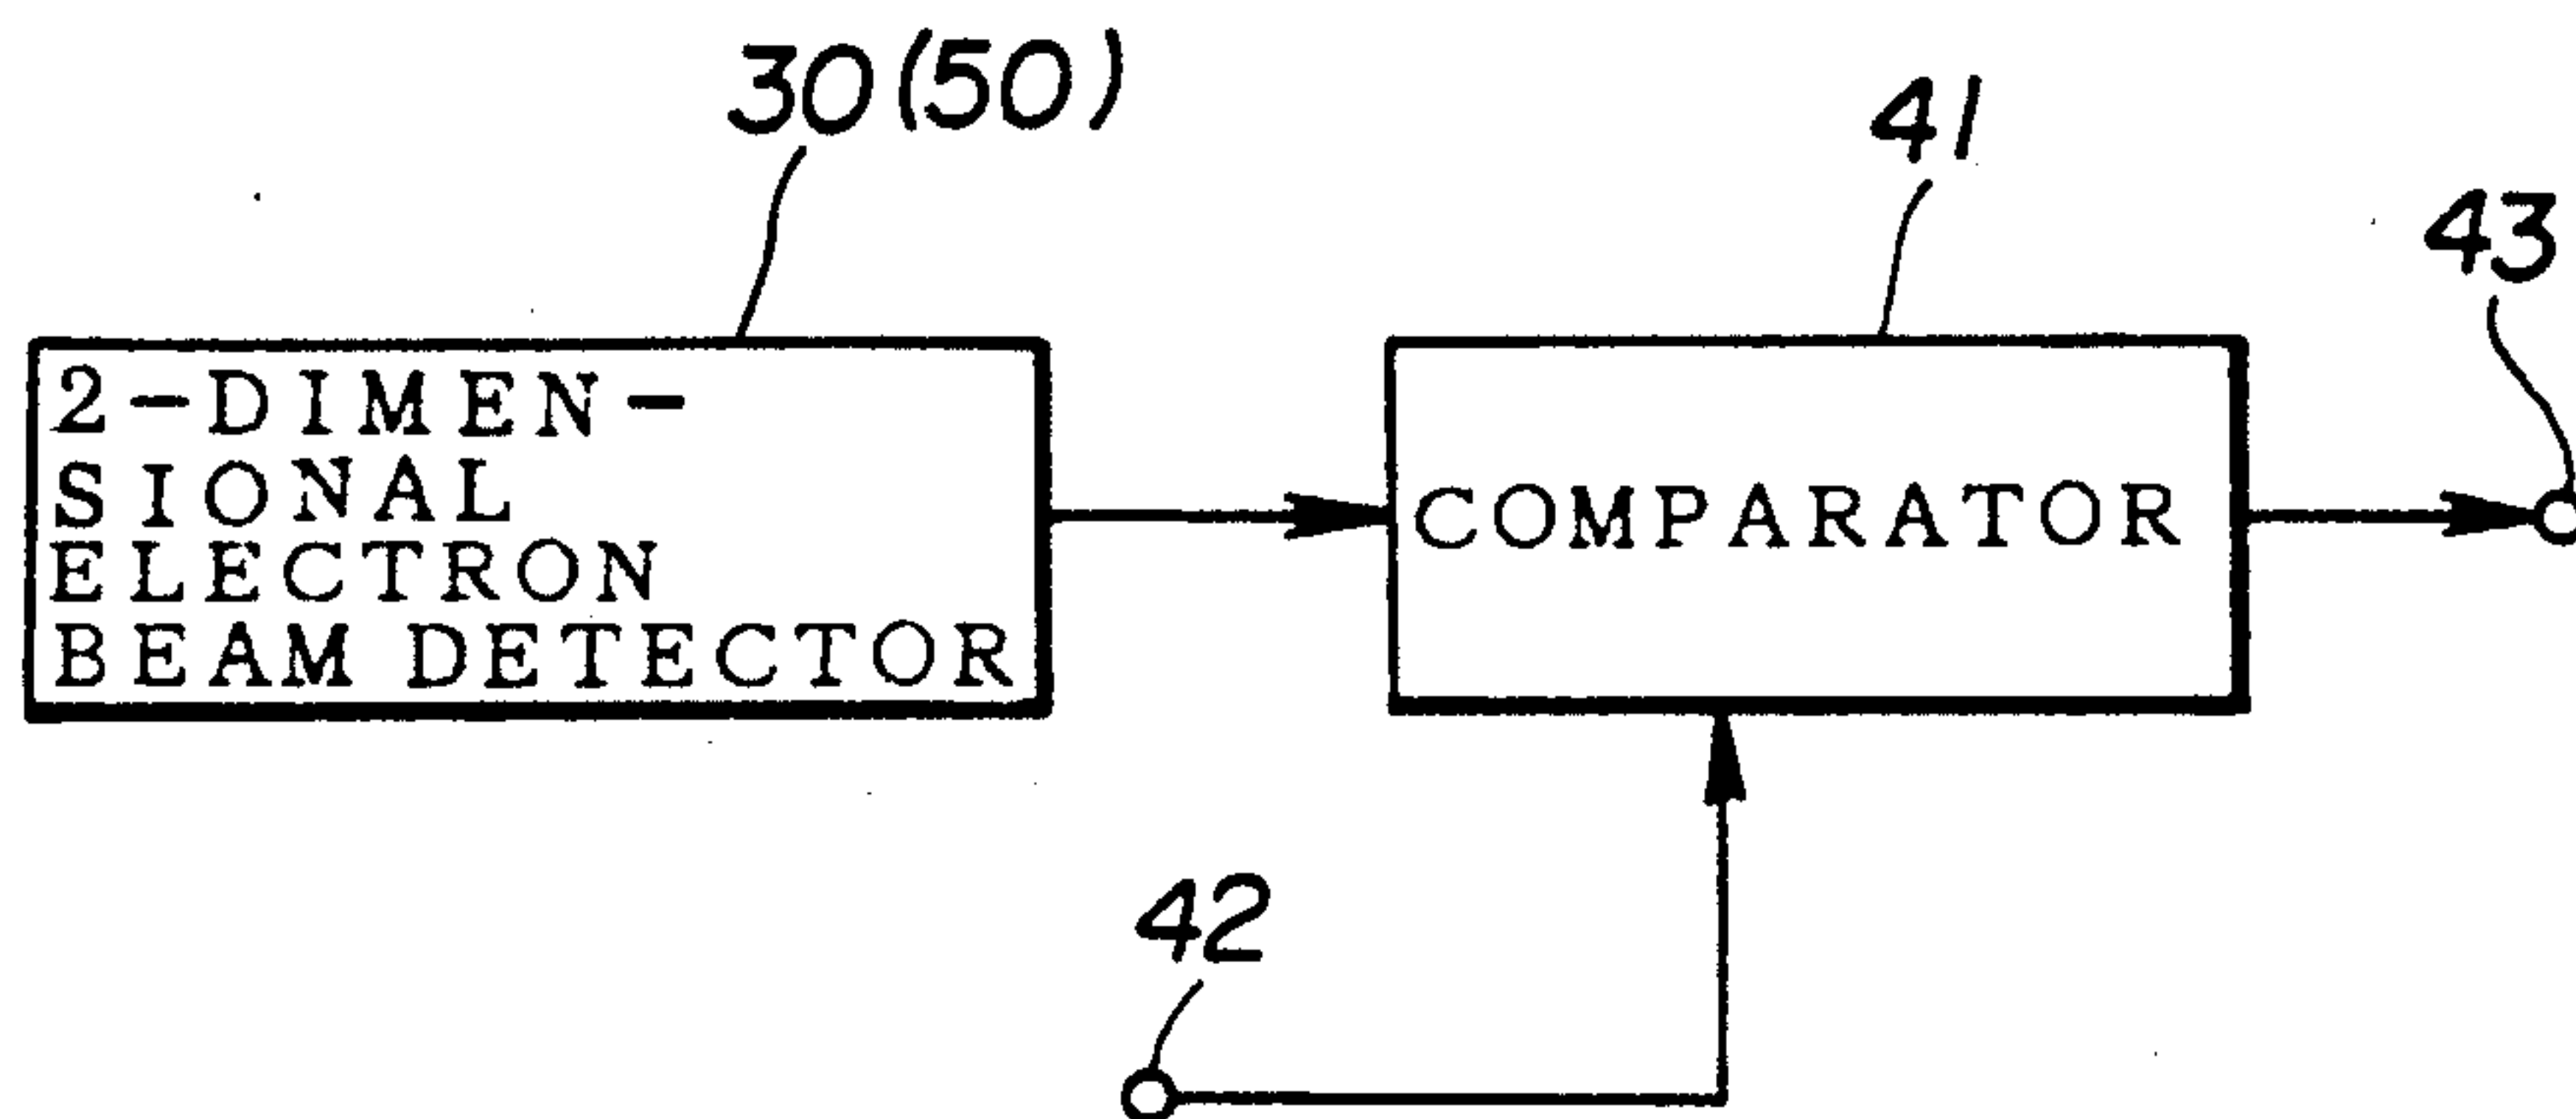 30(50)
41
43
2-DIMEN-
SIONAL
ELECTRON
BEAM DETECTOR
COMPARATOR
42